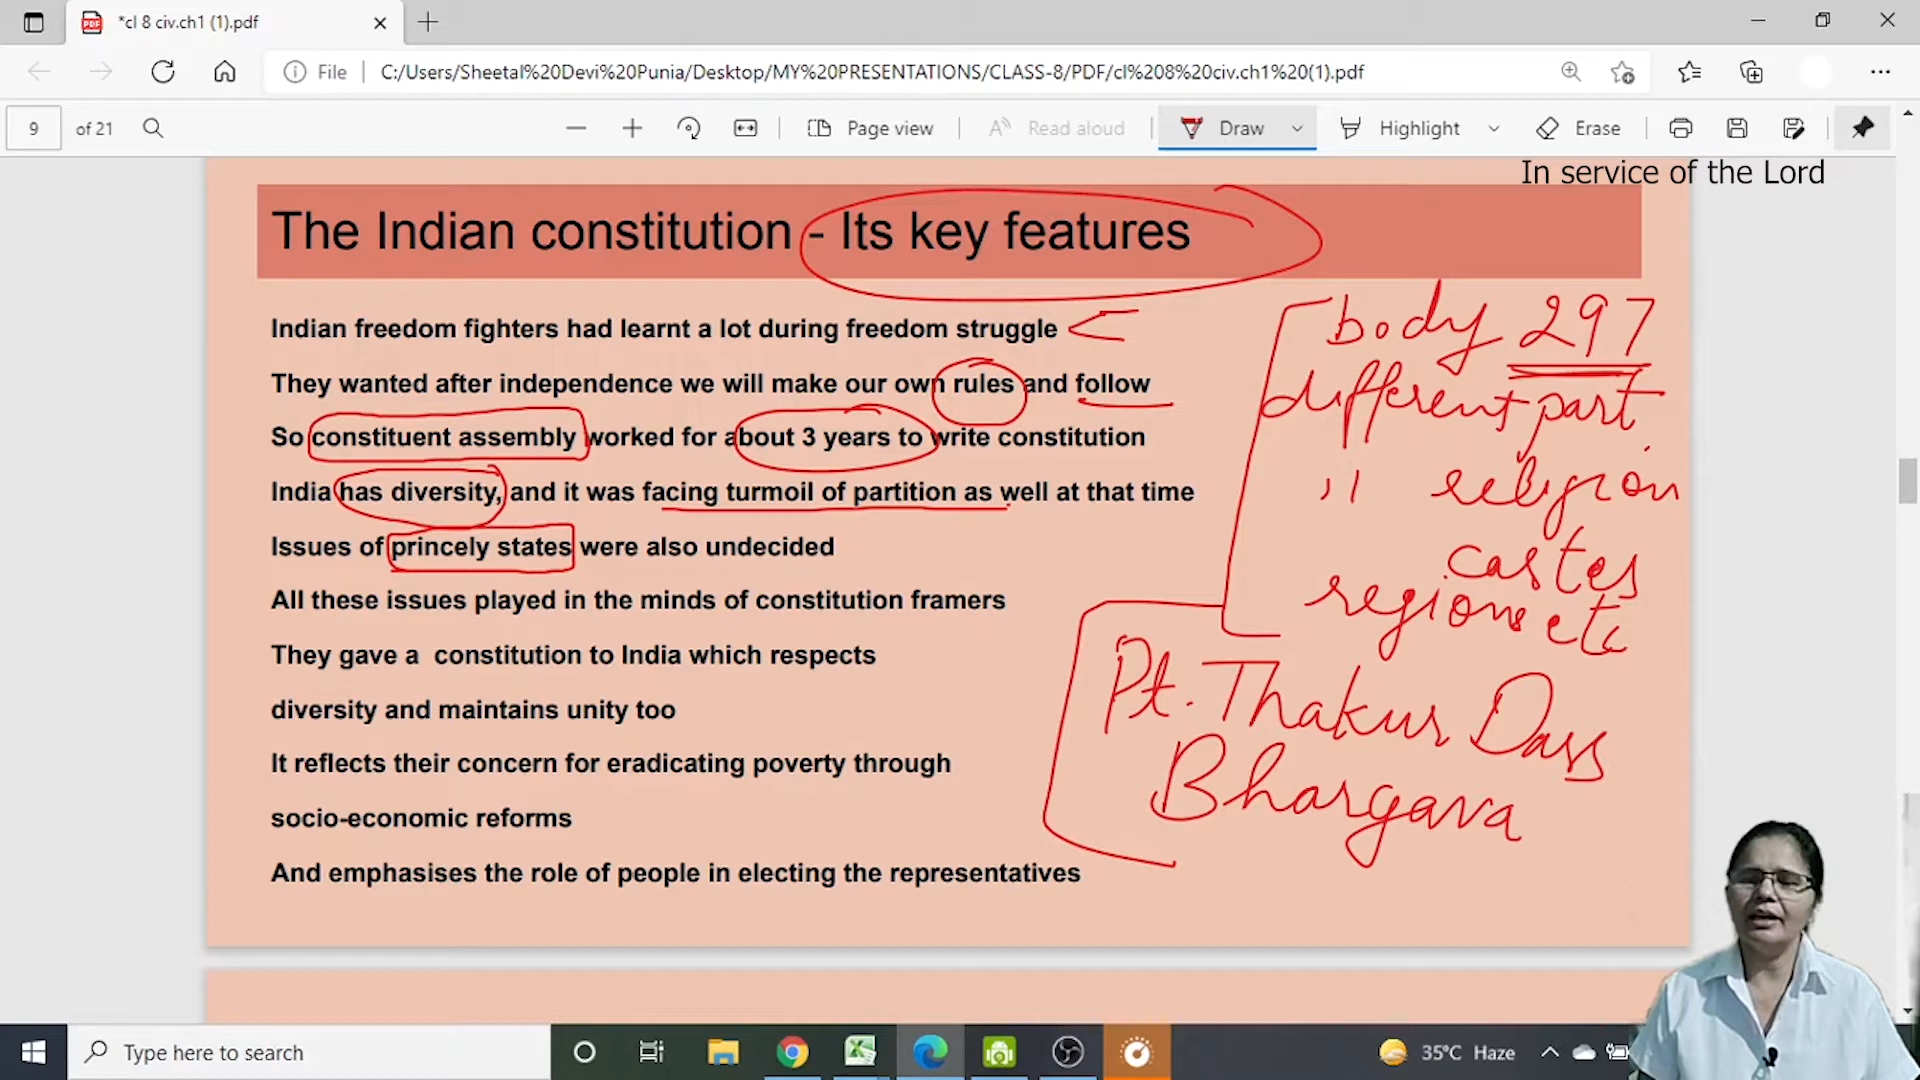 *cl 8 civ.ch1 (1).pdf
File
C:/Users/Sheetal%20Devi%20Punia/Desktop/MY%20PRESENTATIONS/CLASS-8/PDF/cl%208%20civ.ch1%20(1).pdf
9 of 21
Page view
Read aloud
Draw
Highlight
Erase
In service of the Lord
The Indian constitution - Its key features
Indian freedom fighters had learnt a lot during freedom struggle
They wanted after independence we will make our own rules and follow
So constituent assembly worked for about 3 years to write constitution
India has diversity, and it was facing turmoil of partition as well at that time
Issues of princely states were also undecided
All these issues played in the minds of constitution framers
They gave a constitution to India which respects
diversity and maintains unity too
It reflects their concern for eradicating poverty through
socio-economic reforms
And emphasises the role of people in electing the representatives
body 297
different part
" religion
castes
regions etc
Pt. Thakur Dass
Bhargava
Type here to search
35°C Haze